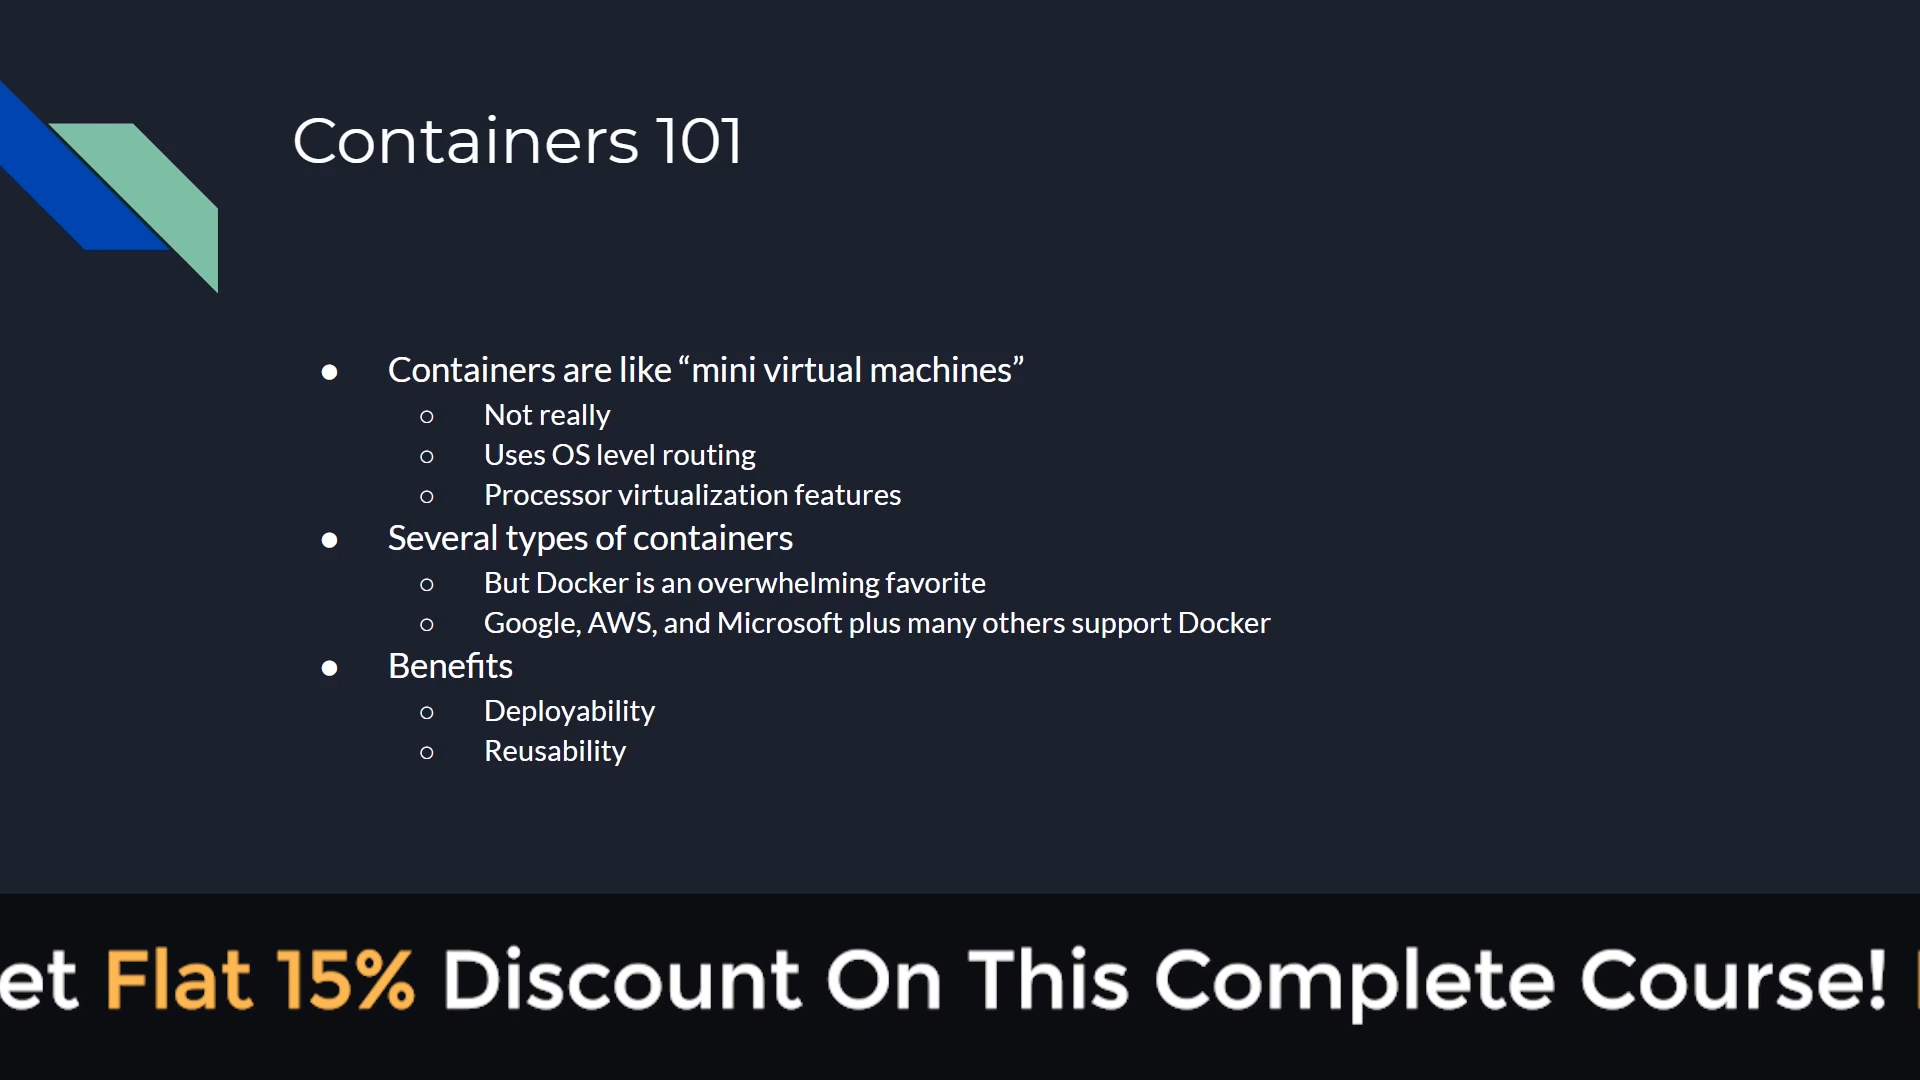 Containers 101
● Containers are like “mini virtual machines”
○ Not really
○ Uses OS level routing
○ Processor virtualization features
● Several types of containers
○ But Docker is an overwhelming favorite
○ Google, AWS, and Microsoft plus many others support Docker
● Benefits
○ Deployability
○ Reusability
et Flat 15% Discount On This Complete Course!